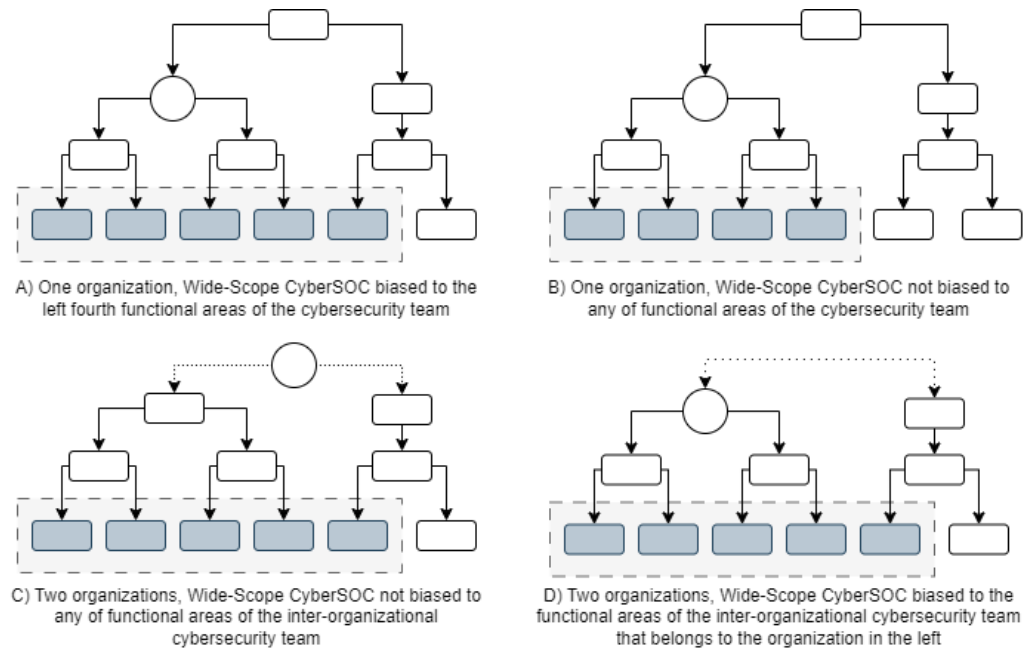 A) One organization, Wide-Scope CyberSOC biased to the
left fourth functional areas of the cybersecurity team
B) One organization, Wide-Scope CyberSOC not biased to
any of functional areas of the cybersecurity team
C) Two organizations, Wide-Scope CyberSOC not biased to
any of functional areas of the inter-organizational
cybersecurity team
D) Two organizations, Wide-Scope CyberSOC biased to the
functional areas of the inter-organizational cybersecurity team
that belongs to the organization in the left